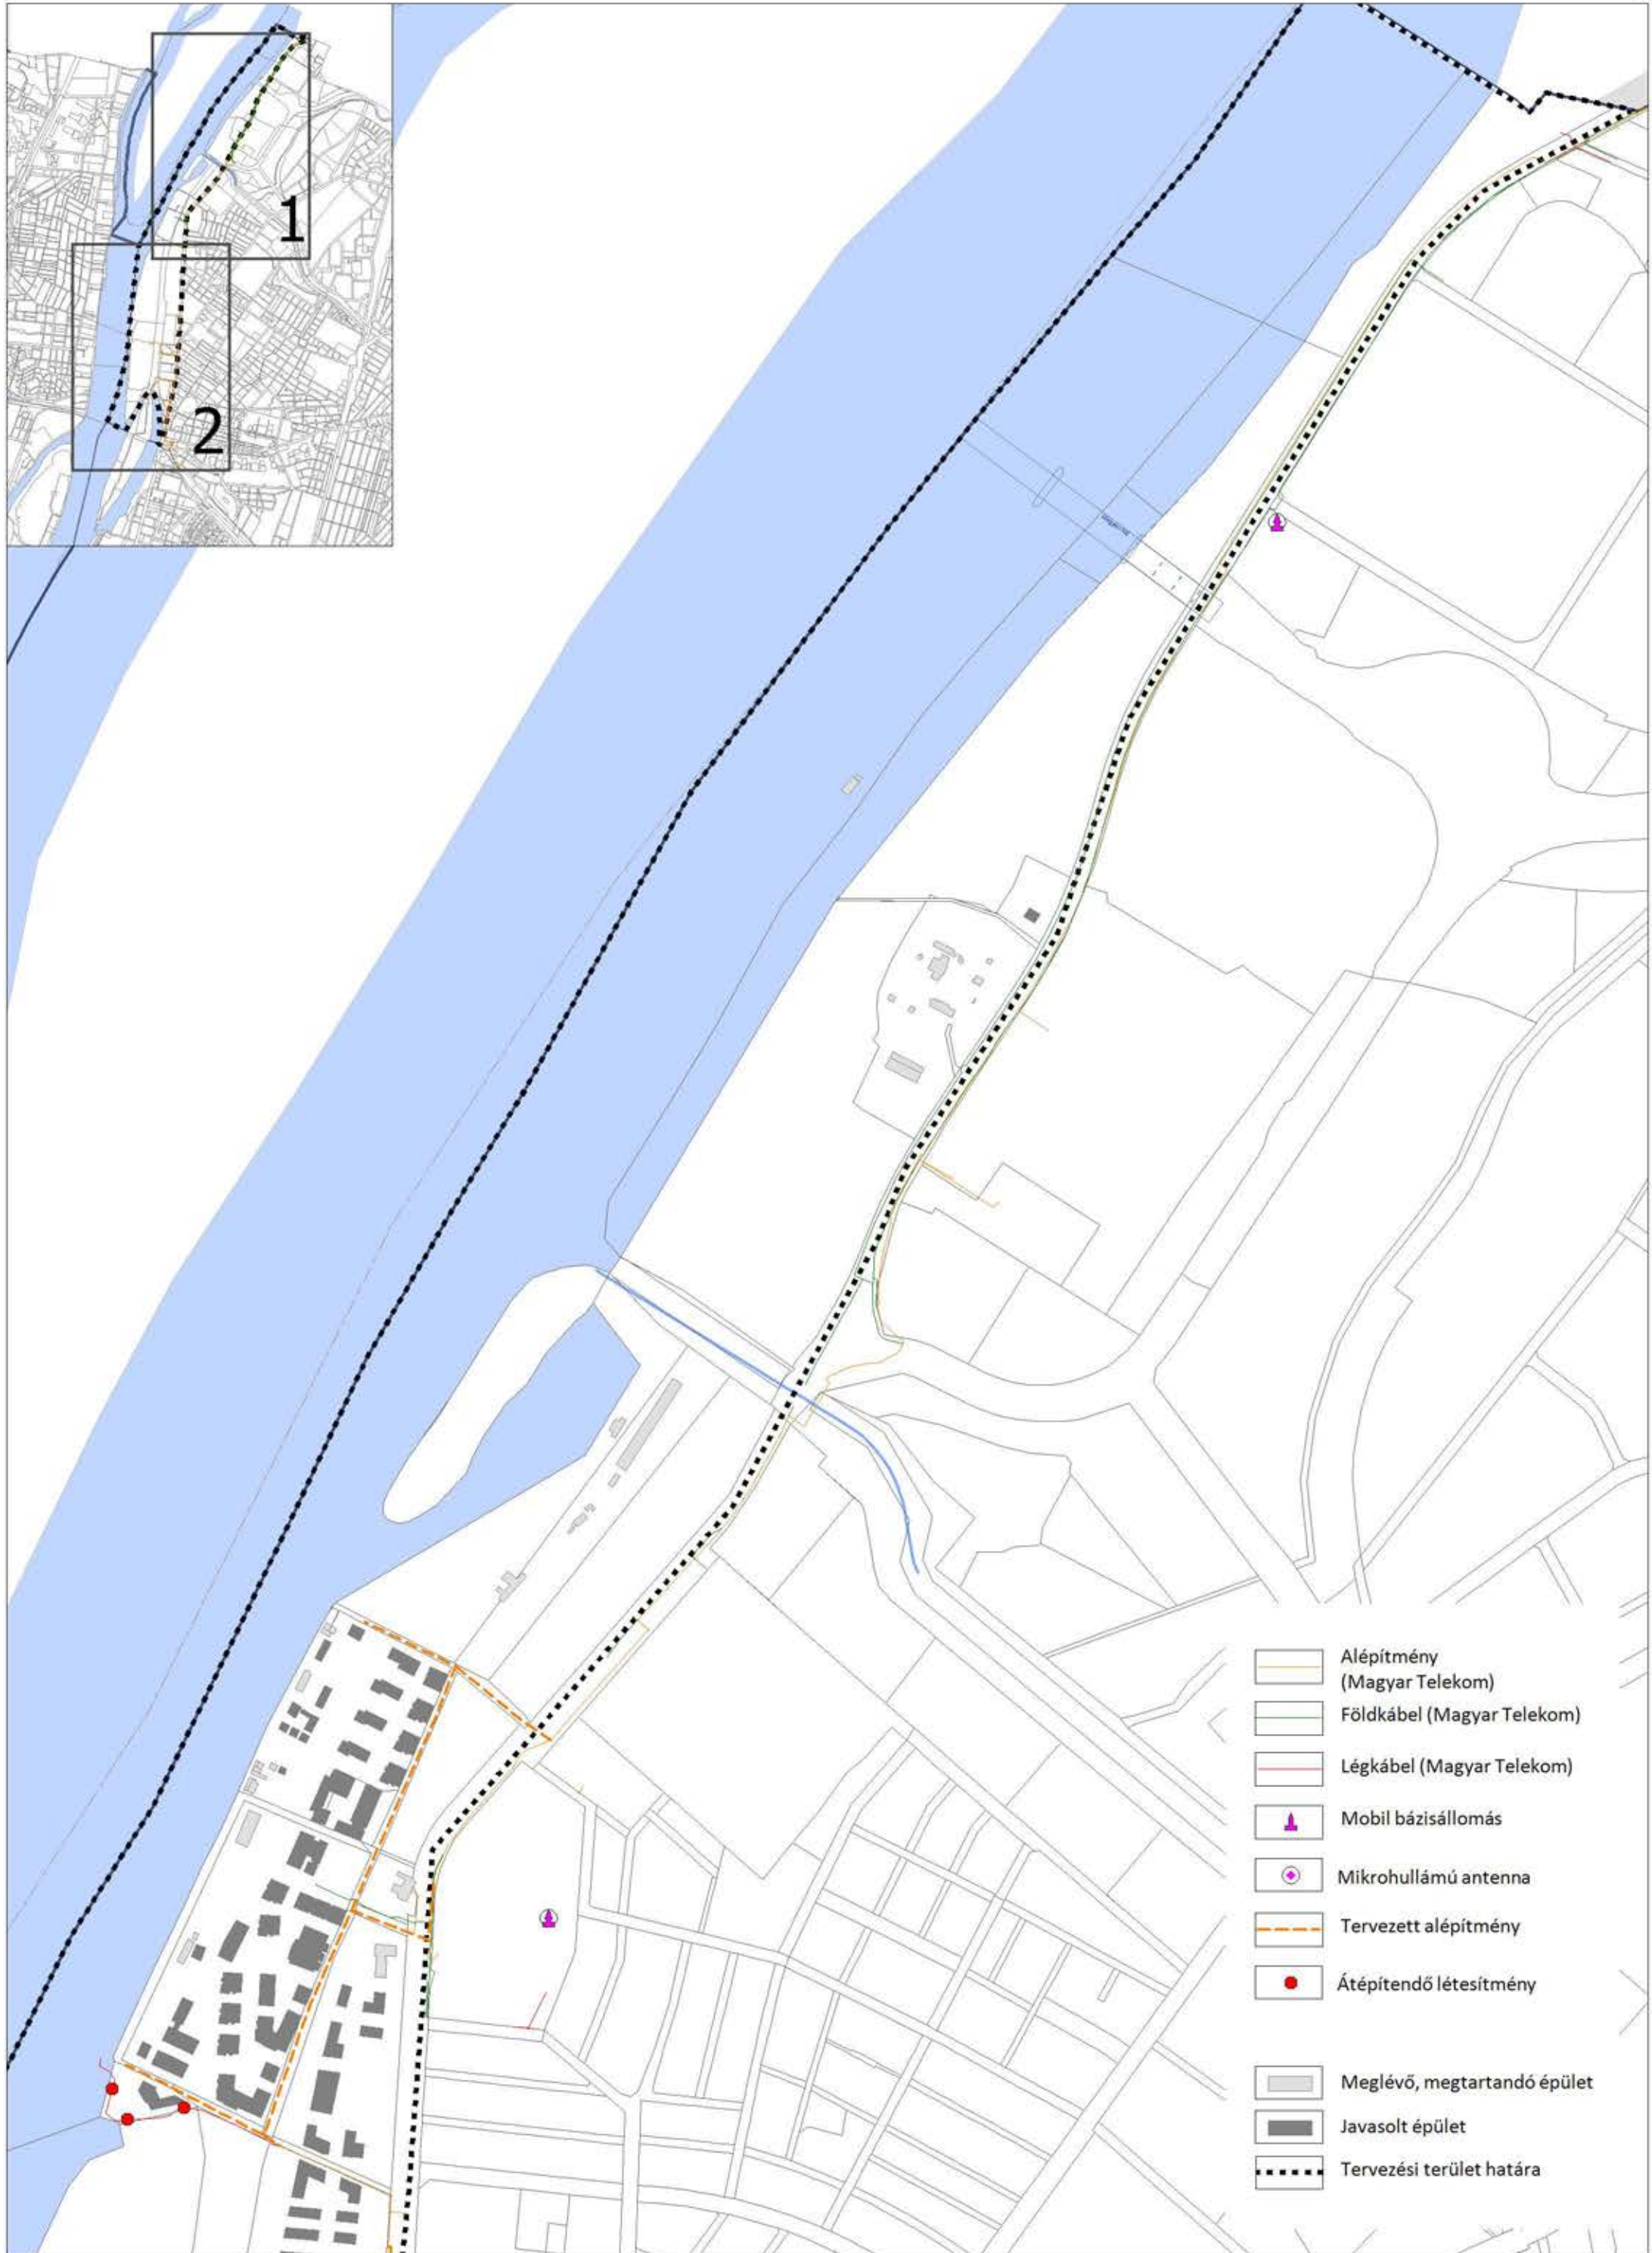 1
2
Alépítmény
(Magyar Telekom)
Földkábel (Magyar Telekom)
Légkábel (Magyar Telekom)
Mobil bázisállomás
Mikrohullámú antenna
Tervezett alépítmény
Átépítendő létesítmény
Meglévő, megtartandó épület
Javasolt épület
Tervezési terület határa